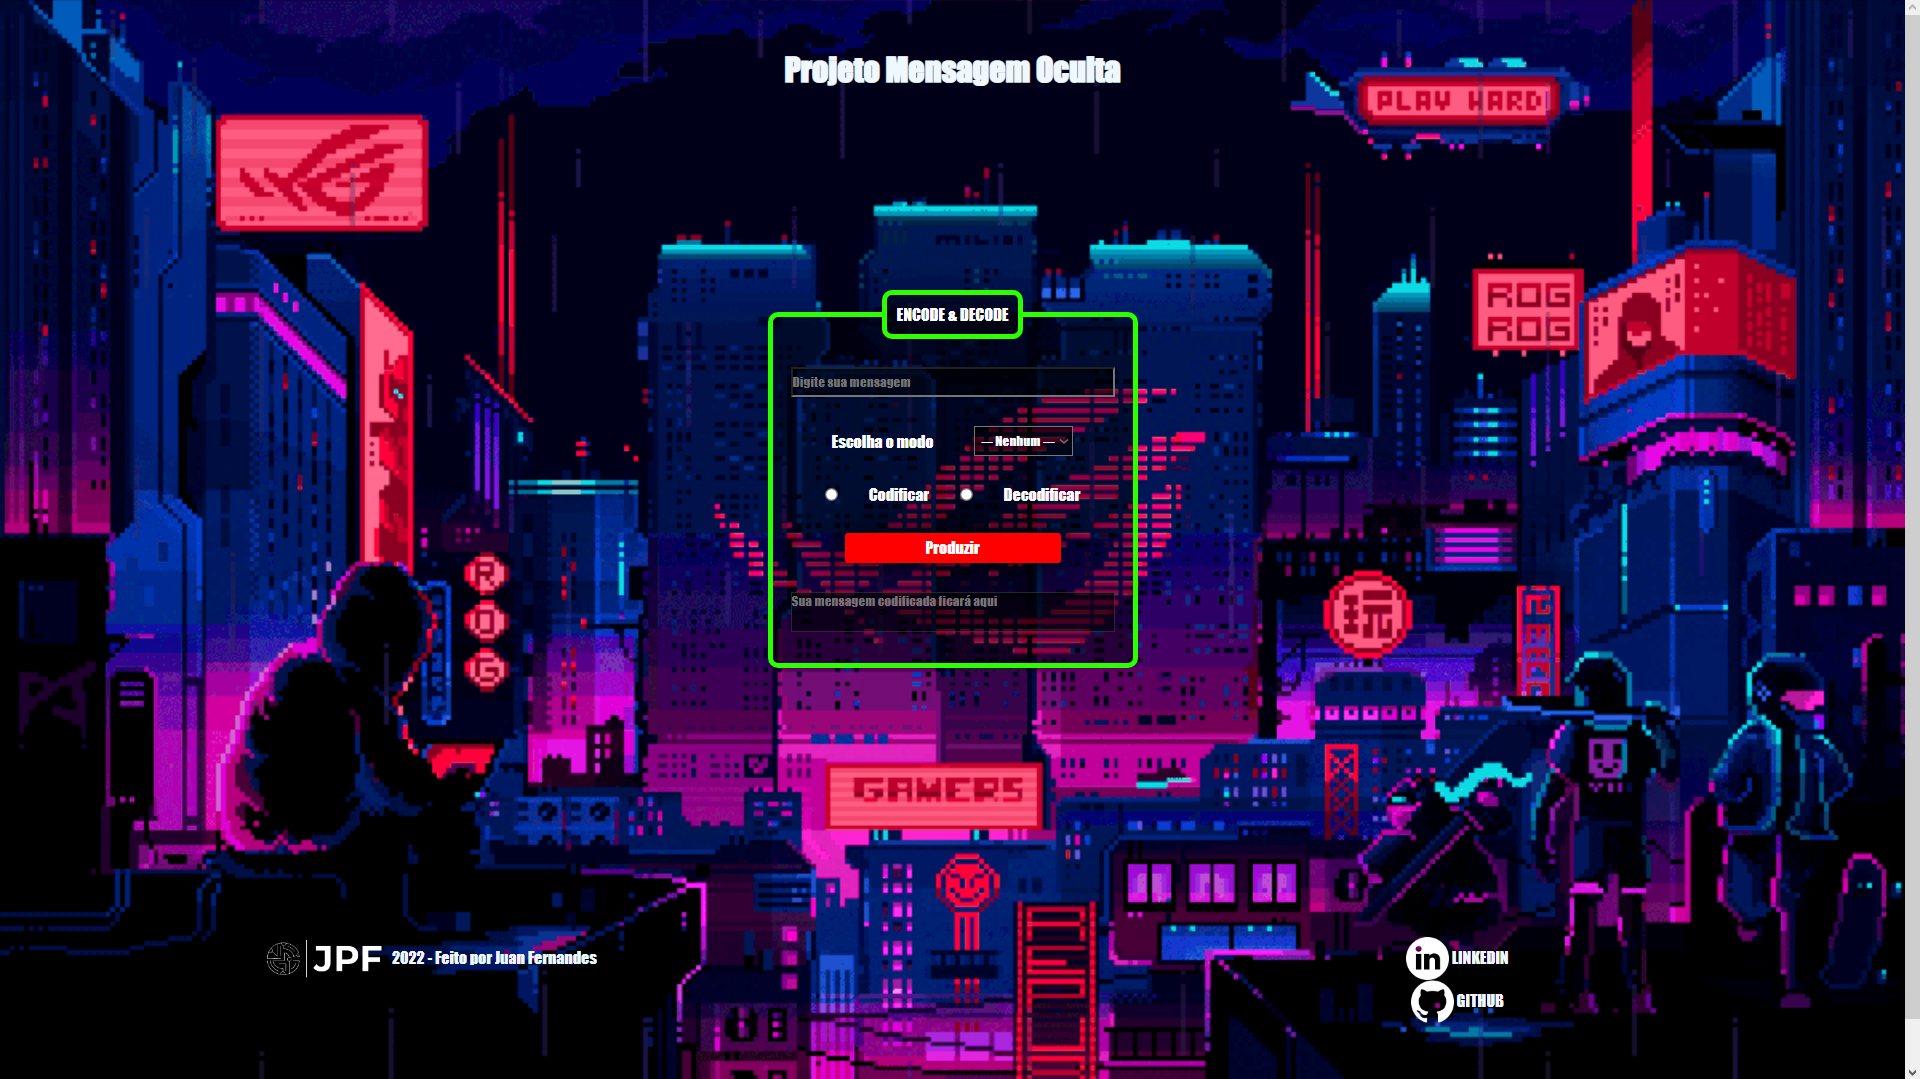 Projeto Mensagem Oculta
PLAY HARD
ROG
ROG
ENCODE & DECODE
Digite sua mensagem
Escolha o modo
--- Nenhum ---
Codificar
Decodificar
Produzir
Sua mensagem codificada ficará aqui
R
O
G
玩
GAMERS
JPF
2022 - Feito por Juan Fernandes
LINKEDIN
GITHUB